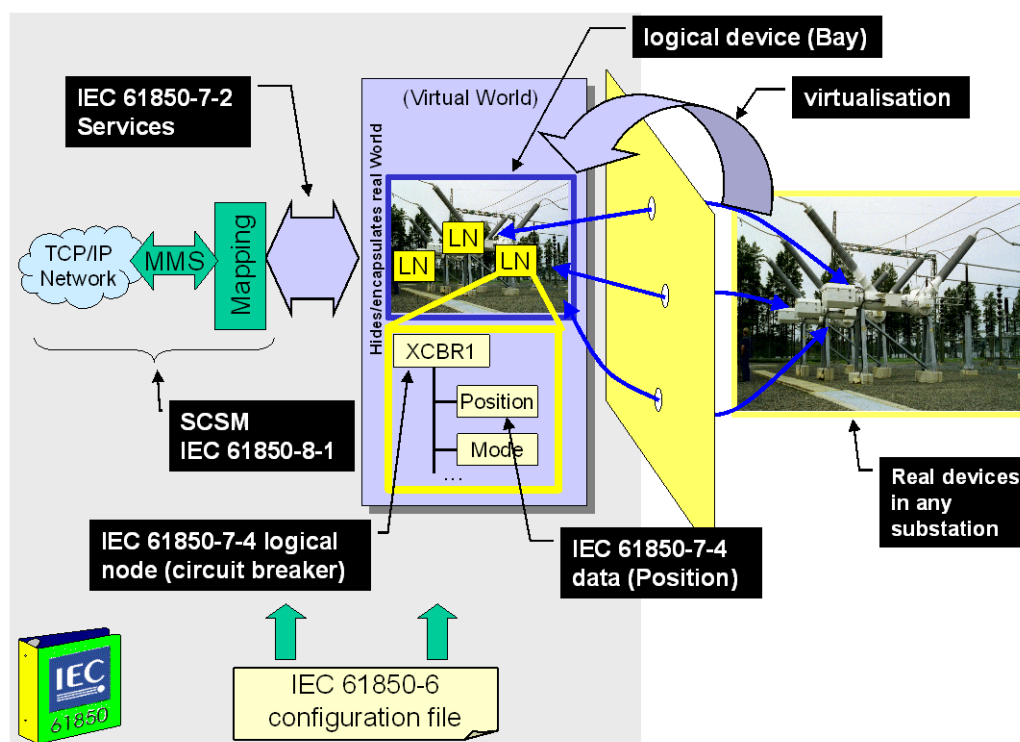 logical device (Bay)
IEC 61850-7-2
Services
(Virtual World)
virtualisation
Hides/encapsulates real World
LN
LN
LN
TCP/IP
Network
MMS
Mapping
XCBR1
Position
Mode
...
SCSM
IEC 61850-8-1
Real devices
in any
substation
IEC 61850-7-4 logical
node (circuit breaker)
IEC 61850-7-4
data (Position)
IEC
61850
IEC 61850-6
configuration file